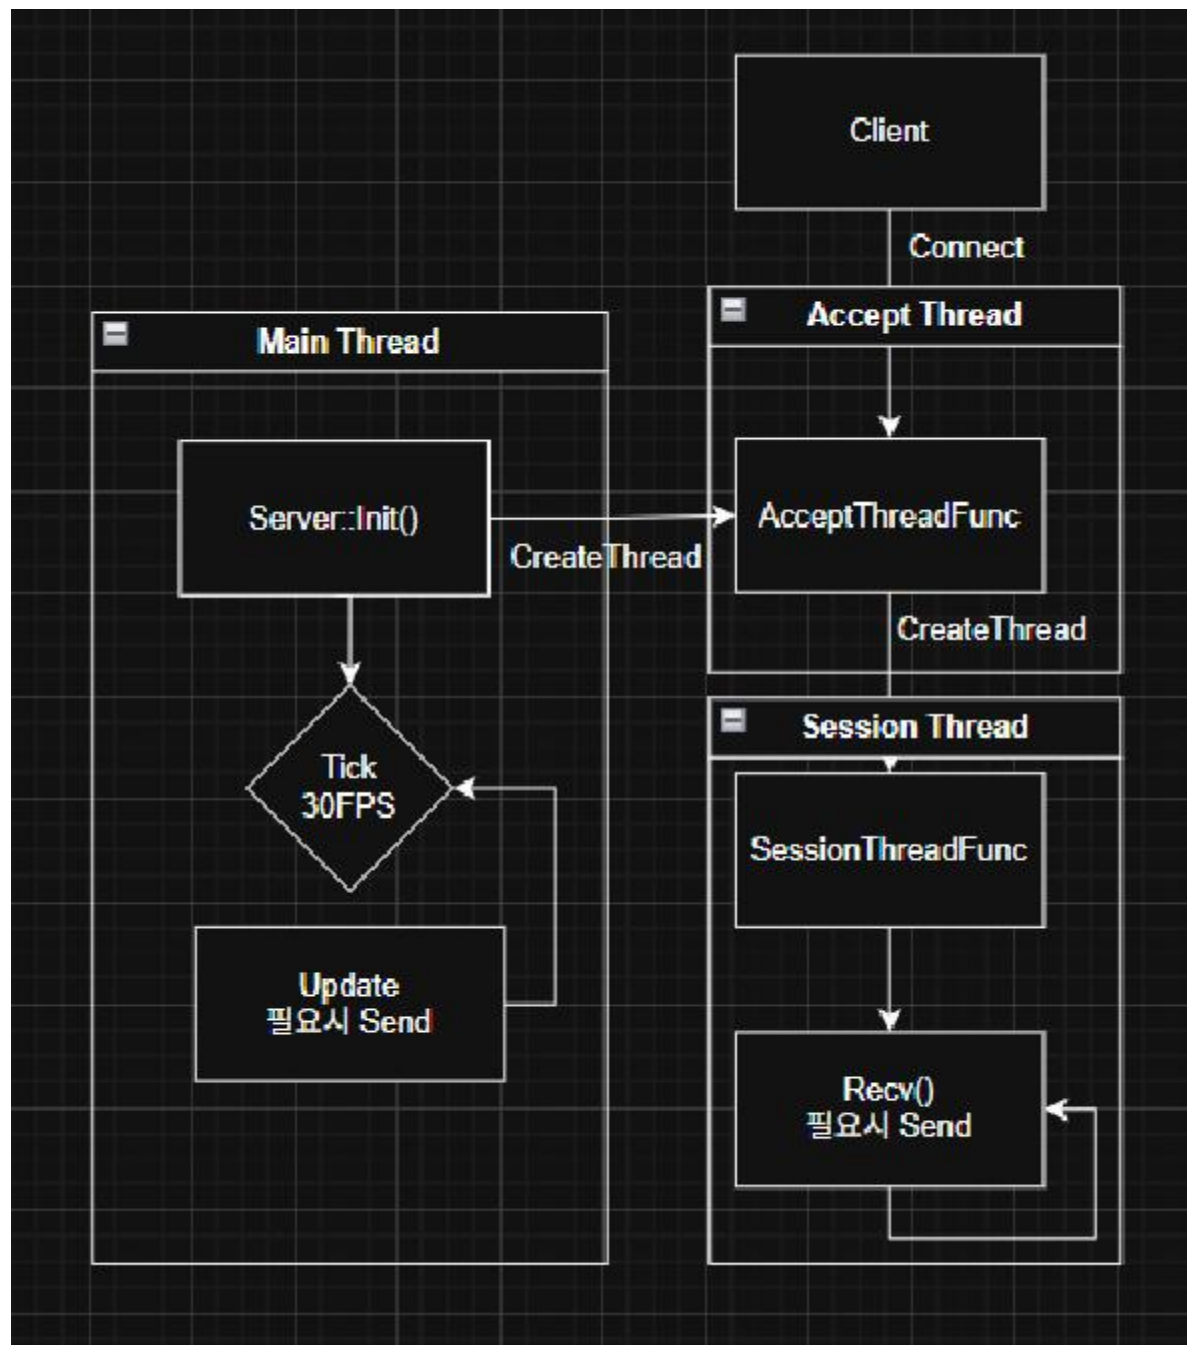 Client
Connect
Accept Thread
Main Thread
Server::Init()
CreateThread
AcceptThreadFunc
CreateThread
Session Thread
Tick
30FPS
SessionThreadFunc
Update
필요시 Send
Recv()
필요시 Send